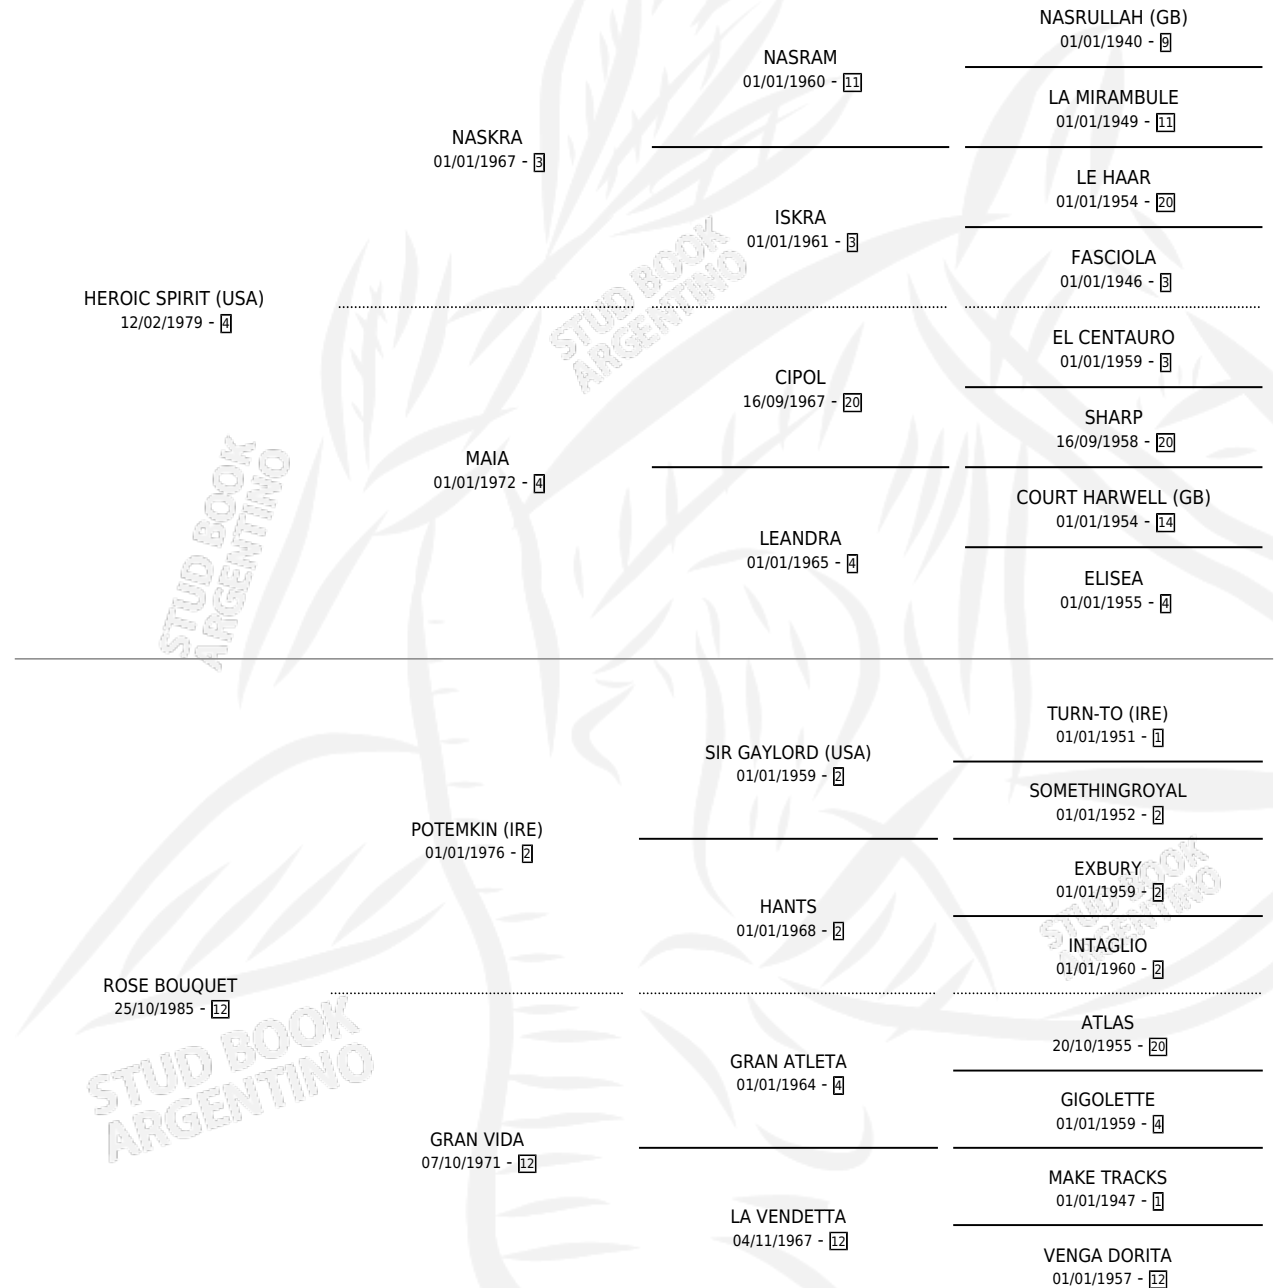 NASRULLAH (GB)
01/01/1940 - 9
NASRAM
01/01/1960 - 11
LA MIRAMBULE
01/01/1949 - 11
NASKRA
01/01/1967 - 3
LE HAAR
01/01/1954 - 20
ISKRA
01/01/1961 - 3
FASCIOLA
01/01/1946 - 3
HEROIC SPIRIT (USA)
12/02/1979 - 4
STUD BOOK
ARGENTINO
EL CENTAURO
01/01/1959 - 3
CIPOL
16/09/1967 - 20
SHARP
16/09/1958 - 20
MAIA
01/01/1972 - 4
STUD BOOK
ARGENTINO
COURT HARWELL (GB)
01/01/1954 - 14
LEANDRA
01/01/1965 - 4
ELISEA
01/01/1955 - 4
TURN-TO (IRE)
01/01/1951 - 1
SIR GAYLORD (USA)
01/01/1959 - 2
SOMETHINGROYAL
01/01/1952 - 2
POTEMKIN (IRE)
01/01/1976 - 2
EXBURY
01/01/1959 - 2
STUD BOOK
ARGENTINO
HANTS
01/01/1968 - 2
INTAGLIO
01/01/1960 - 2
ROSE BOUQUET
25/10/1985 - 12
STUD BOOK
ARGENTINO
ATLAS
20/10/1955 - 20
GRAN ATLETA
01/01/1964 - 4
GIGOLETTE
01/01/1959 - 4
GRAN VIDA
07/10/1971 - 12
MAKE TRACKS
01/01/1947 - 1
LA VENDETTA
04/11/1967 - 12
VENGA DORITA
01/01/1957 - 12